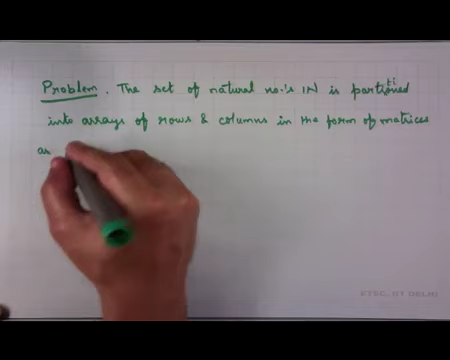 Problem. The set of natural no.'s IN is partitioned
into arrays of rows & columns in the form of matrices
as
ETSC, IIT DELHI